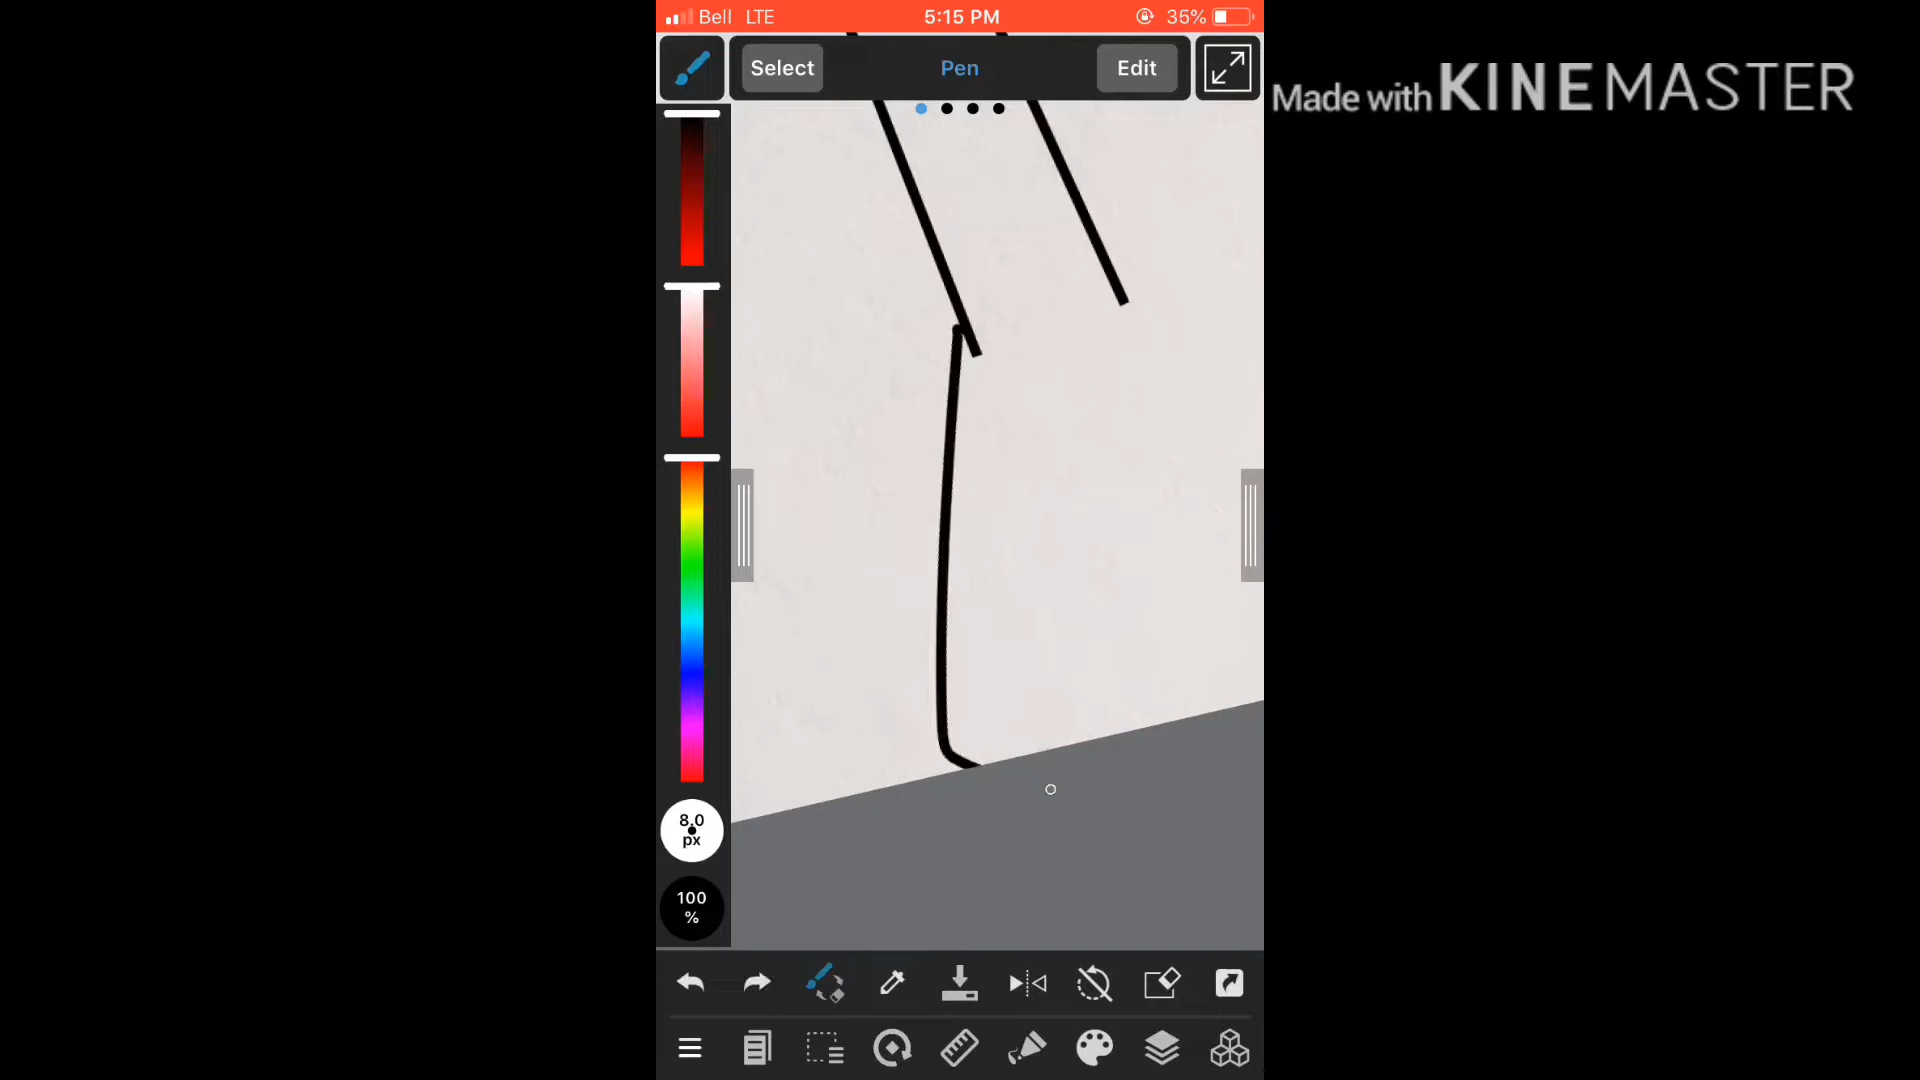 Bell LTE 5:15 PM 35%
Select Pen Edit
Made with KINEMASTER
8.0
px
100
%